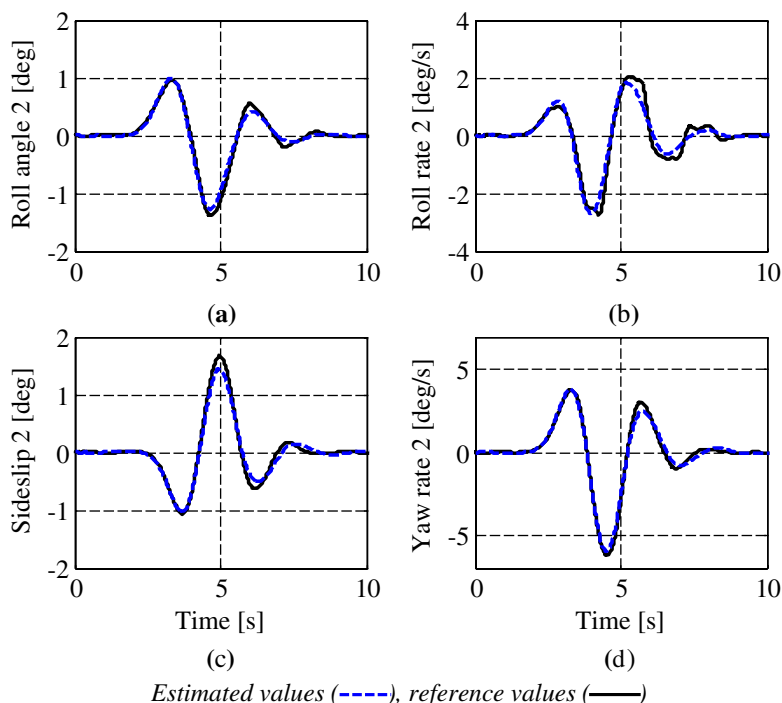 2
1
0
-1
-2
Roll angle 2 [deg]
0
5
10
(a)
4
2
0
-2
-4
Roll rate 2 [deg/s]
0
5
10
(b)
2
1
0
-1
-2
Sideslip 2 [deg]
0
5
10
Time [s]
(c)
5
0
-5
Yaw rate 2 [deg/s]
0
5
10
Time [s]
(d)
Estimated values (-----), reference values (——)